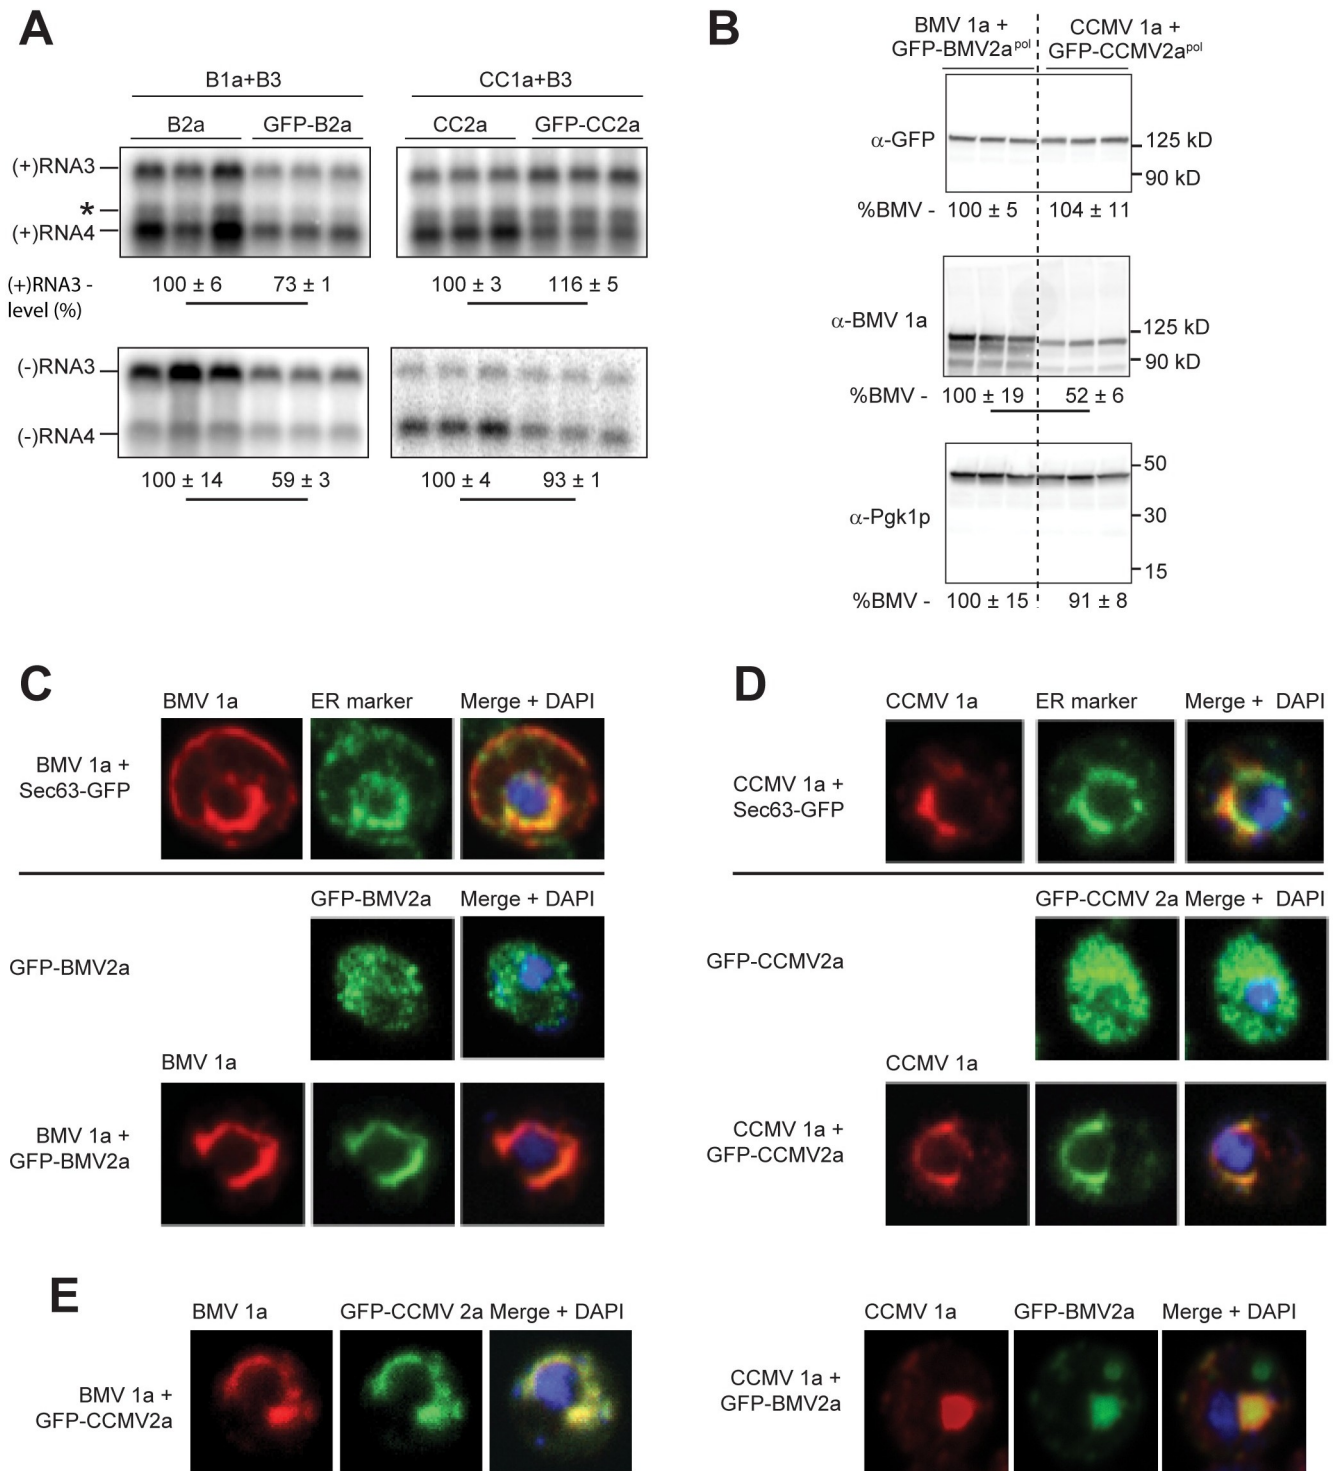 A
B1a+B3
CC1a+B3
B2a
GFP-B2a
CC2a
GFP-CC2a
(+)RNA3
*
(+)RNA4
(+)RNA3 -
level (%)
100 ± 6
73 ± 1
100 ± 3
116 ± 5
(-)RNA3
(-)RNA4
100 ± 14
59 ± 3
100 ± 4
93 ± 1
B
BMV 1a +
GFP-BMV2aᵖᵒˡ
CCMV 1a +
GFP-CCMV2aᵖᵒˡ
α-GFP
125 kD
90 kD
%BMV - 100 ± 5 104 ± 11
α-BMV 1a
125 kD
90 kD
%BMV - 100 ± 19 52 ± 6
α-Pgk1p
50
30
15
%BMV - 100 ± 15 91 ± 8
C
BMV 1a
ER marker
Merge + DAPI
BMV 1a +
Sec63-GFP
GFP-BMV2a
Merge + DAPI
GFP-BMV2a
BMV 1a
BMV 1a +
GFP-BMV2a
D
CCMV 1a
ER marker
Merge + DAPI
CCMV 1a +
Sec63-GFP
GFP-CCMV 2a
Merge + DAPI
GFP-CCMV2a
CCMV 1a
CCMV 1a +
GFP-CCMV2a
E
BMV 1a
GFP-CCMV 2a
Merge + DAPI
BMV 1a +
GFP-CCMV2a
CCMV 1a
GFP-BMV2a
Merge + DAPI
CCMV 1a +
GFP-BMV2a